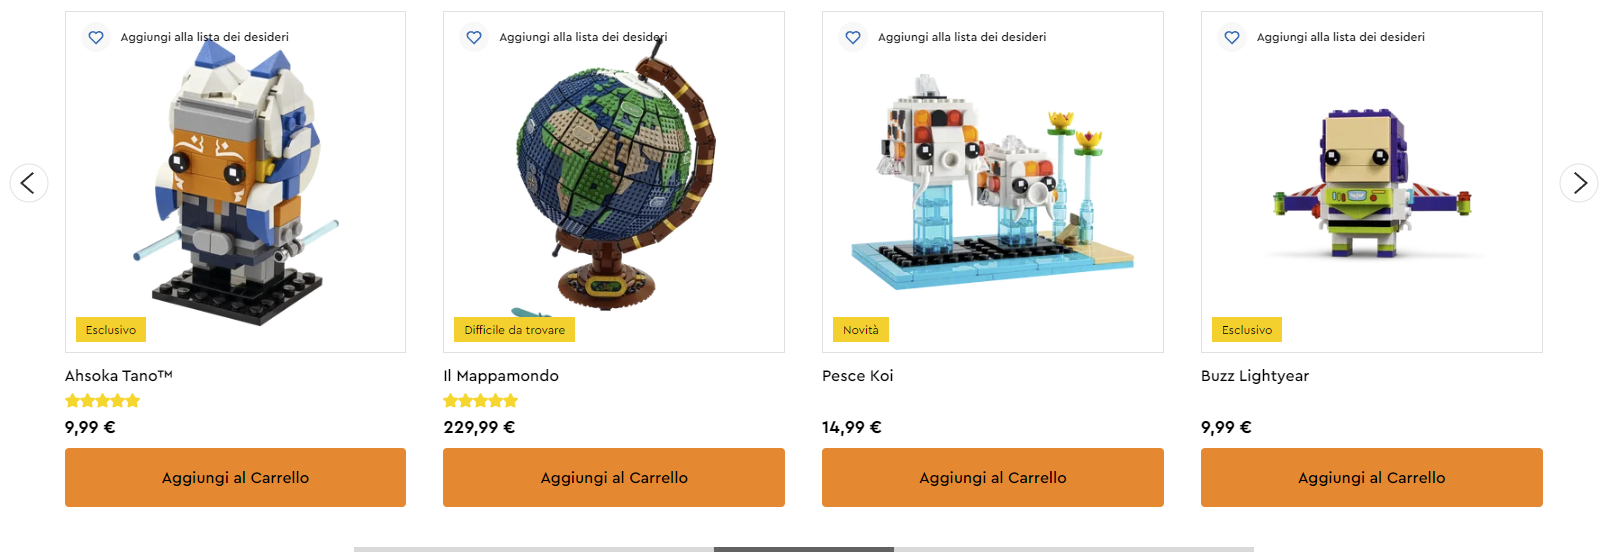 Aggiungi alla lista dei desideri
Aggiungi alla lista dei desideri
Aggiungi alla lista dei desideri
Aggiungi alla lista dei desideri
Esclusivo
Difficile da trovare
Novità
Esclusivo
Ahsoka Tano™
Il Mappamondo
Pesce Koi
Buzz Lightyear
9,99 €
229,99 €
14,99 €
9,99 €
Aggiungi al Carrello
Aggiungi al Carrello
Aggiungi al Carrello
Aggiungi al Carrello